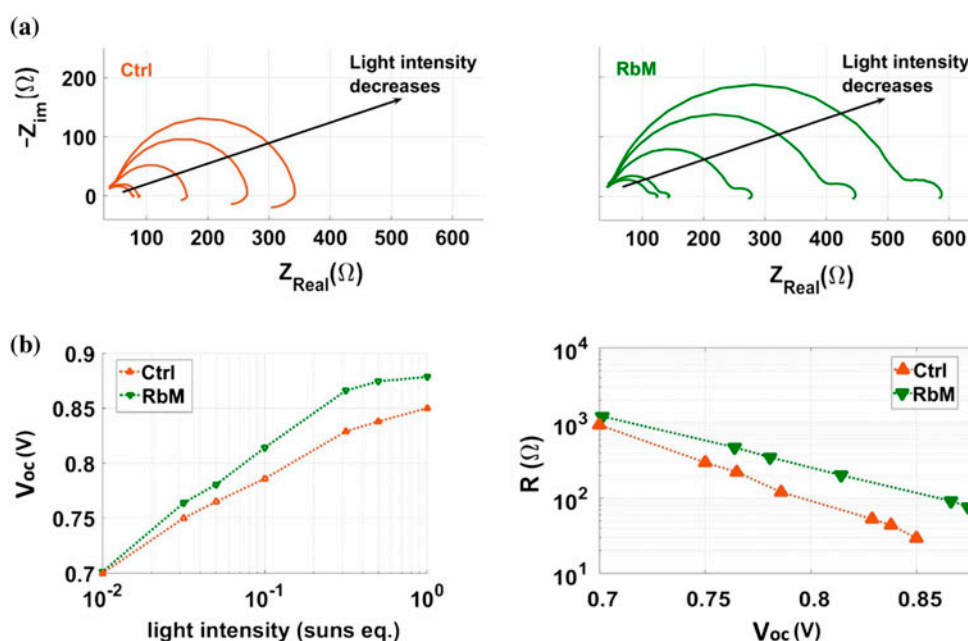 (a)
Ctrl
Light intensity
decreases
-Z_im(Ω)
200
100
0
100 200 300 400 500 600
Z_Real(Ω)
RbM
Light intensity
decreases
200
100
0
100 200 300 400 500 600
Z_Real(Ω)
(b)
Ctrl
RbM
V_oc(V)
0.9
0.85
0.8
0.75
0.7
10^-2 10^-1 10^0
light intensity (suns eq.)
Ctrl
RbM
R (Ω)
10^4
10^3
10^2
10^1
0.7 0.75 0.8 0.85
V_oc(V)